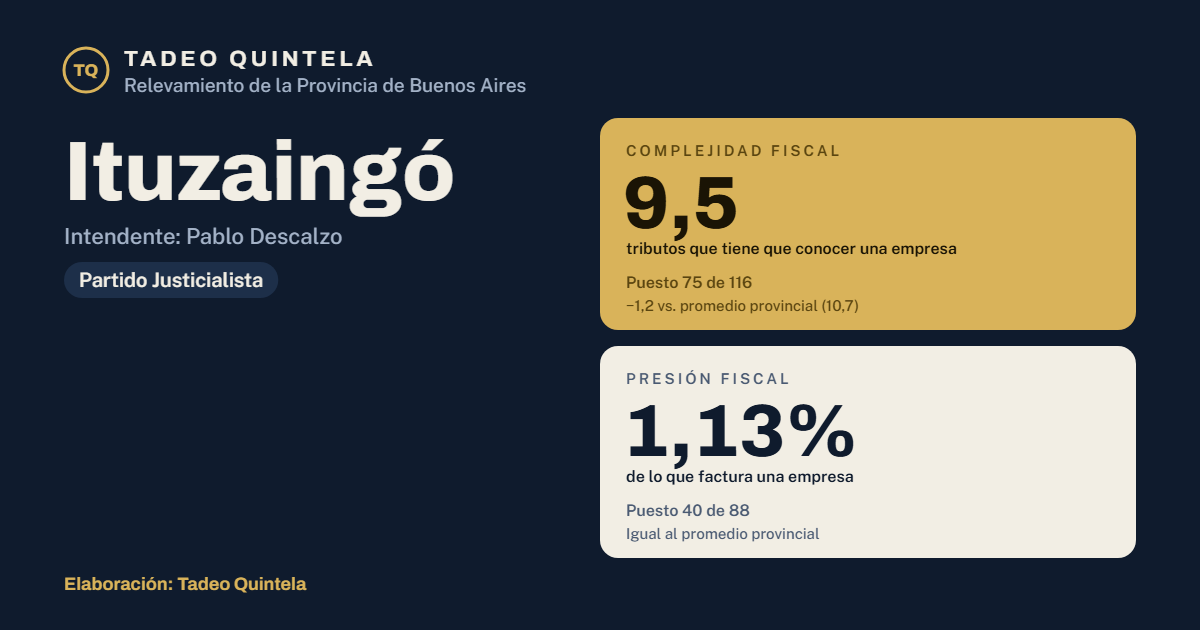 TQ
TADEO QUINTELA
Relevamiento de la Provincia de Buenos Aires
Ituzaingó
Intendente: Pablo Descalzo
Partido Justicialista
COMPLEJIDAD FISCAL
9,5
tributos que tiene que conocer una empresa
Puesto 75 de 116
−1,2 vs. promedio provincial (10,7)
PRESIÓN FISCAL
1,13%
de lo que factura una empresa
Puesto 40 de 88
Igual al promedio provincial
Elaboración: Tadeo Quintela